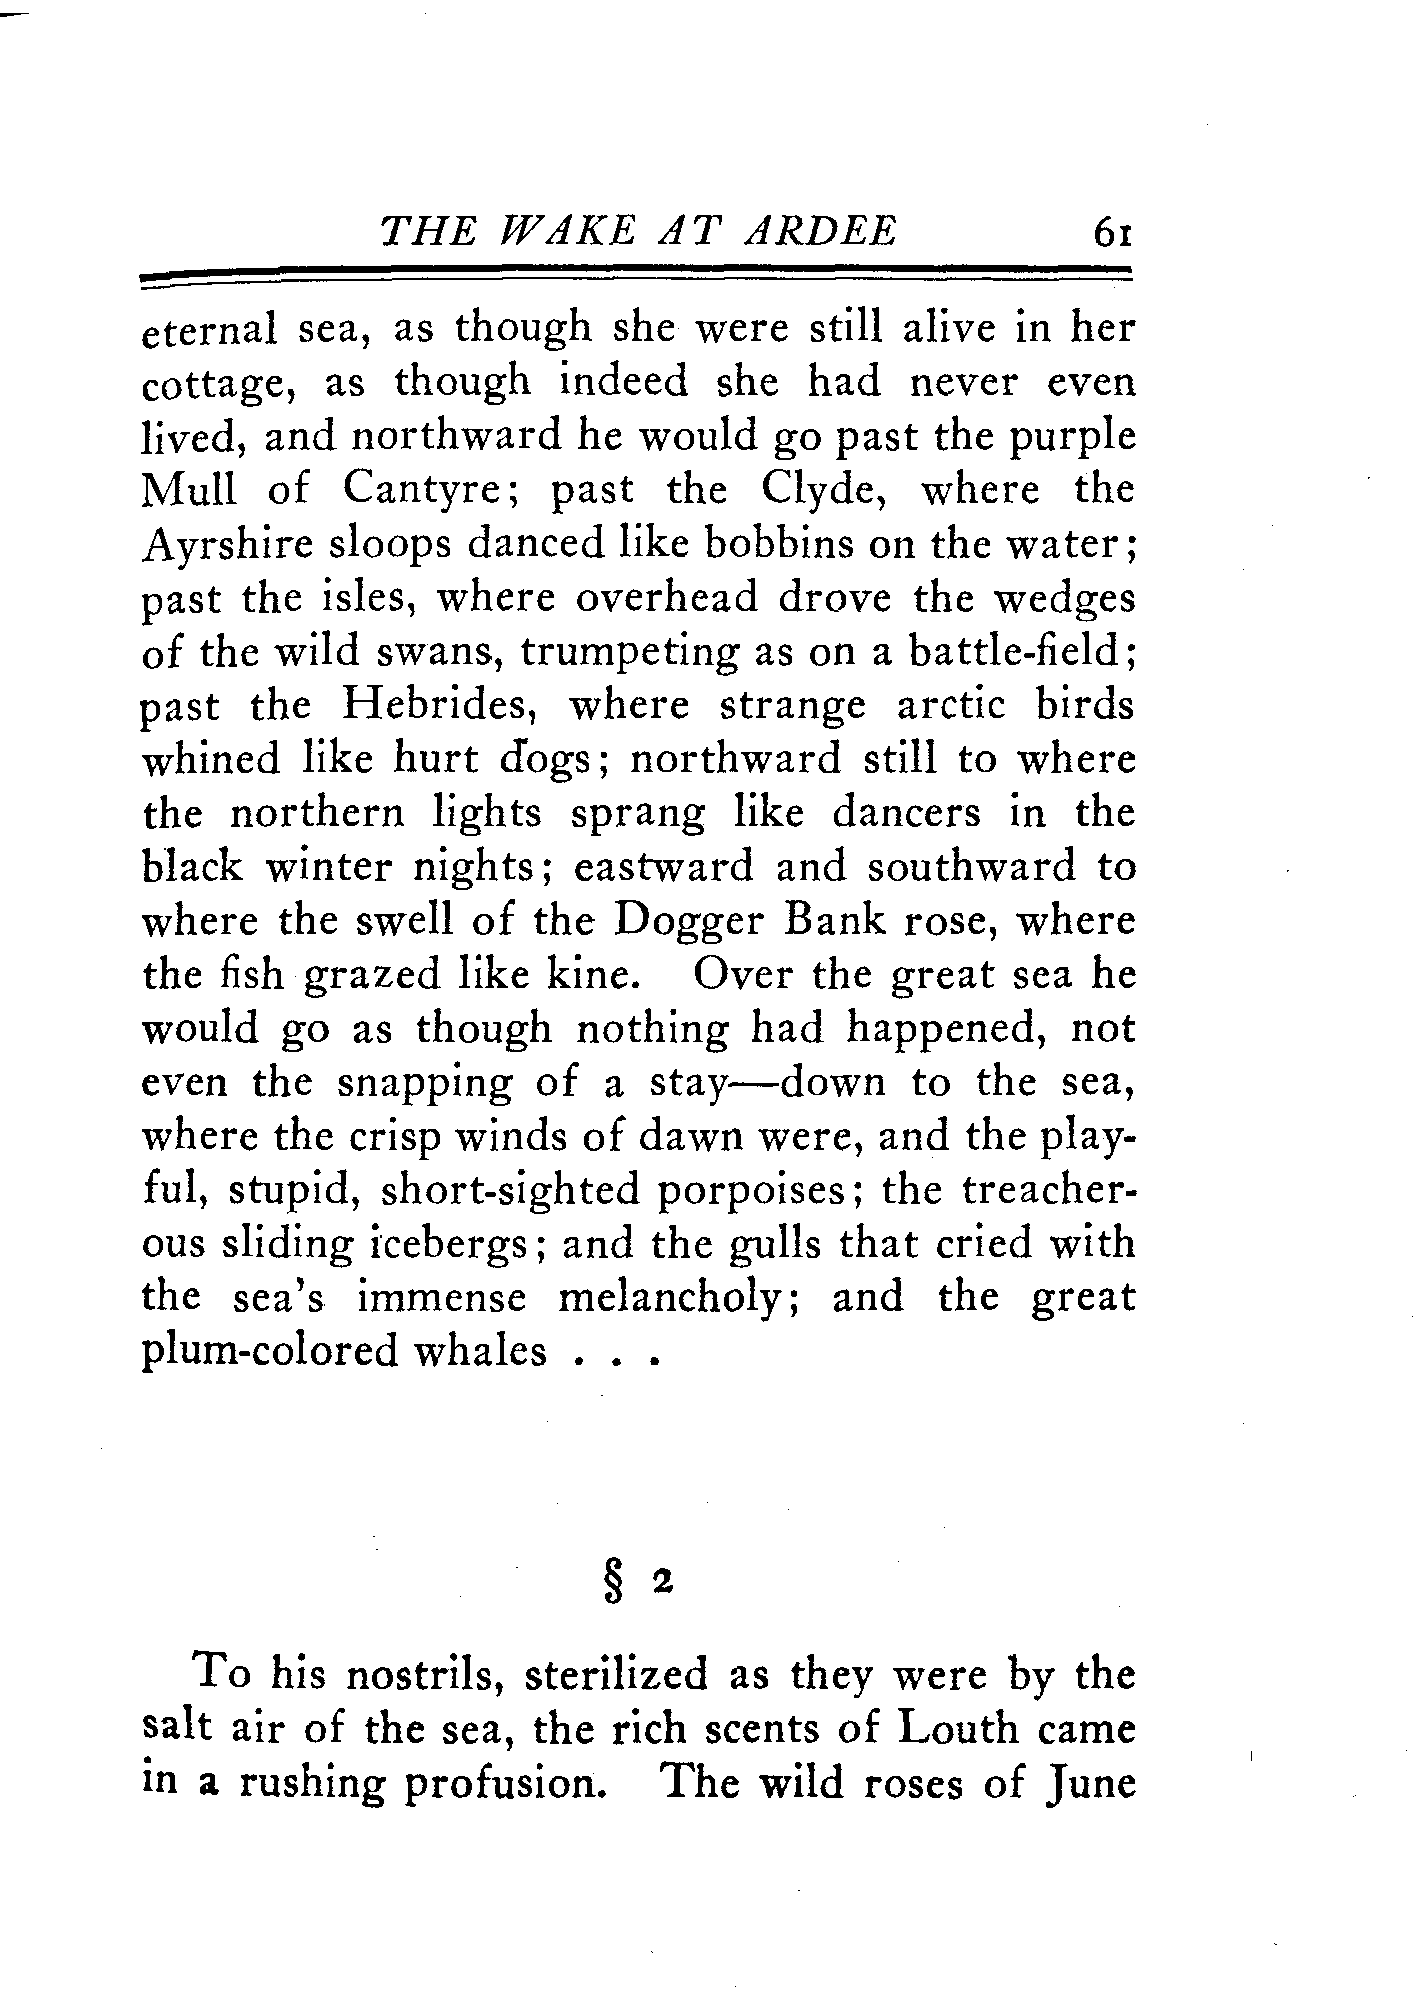 THE WAKE AT ARDEE 61
eternal sea, as though she were still alive in her
cottage, as though indeed she had never even
lived, and northward he would go past the purple
Mull of Cantyre; past the Clyde, where the
Ayrshire sloops danced like bobbins on the water;
past the isles, where overhead drove the wedges
of the wild swans, trumpeting as on a battle-field;
past the Hebrides, where strange arctic birds
whined like hurt dogs; northward still to where
the northern lights sprang like dancers in the
black winter nights; eastward and southward to
where the swell of the Dogger Bank rose, where
the fish grazed like kine. Over the great sea he
would go as though nothing had happened, not
even the snapping of a stay—down to the sea,
where the crisp winds of dawn were, and the play-
ful, stupid, short-sighted porpoises; the treacher-
ous sliding icebergs; and the gulls that cried with
the sea's immense melancholy; and the great
plum-colored whales . . .
§ 2
To his nostrils, sterilized as they were by the
salt air of the sea, the rich scents of Louth came
in a rushing profusion. The wild roses of June